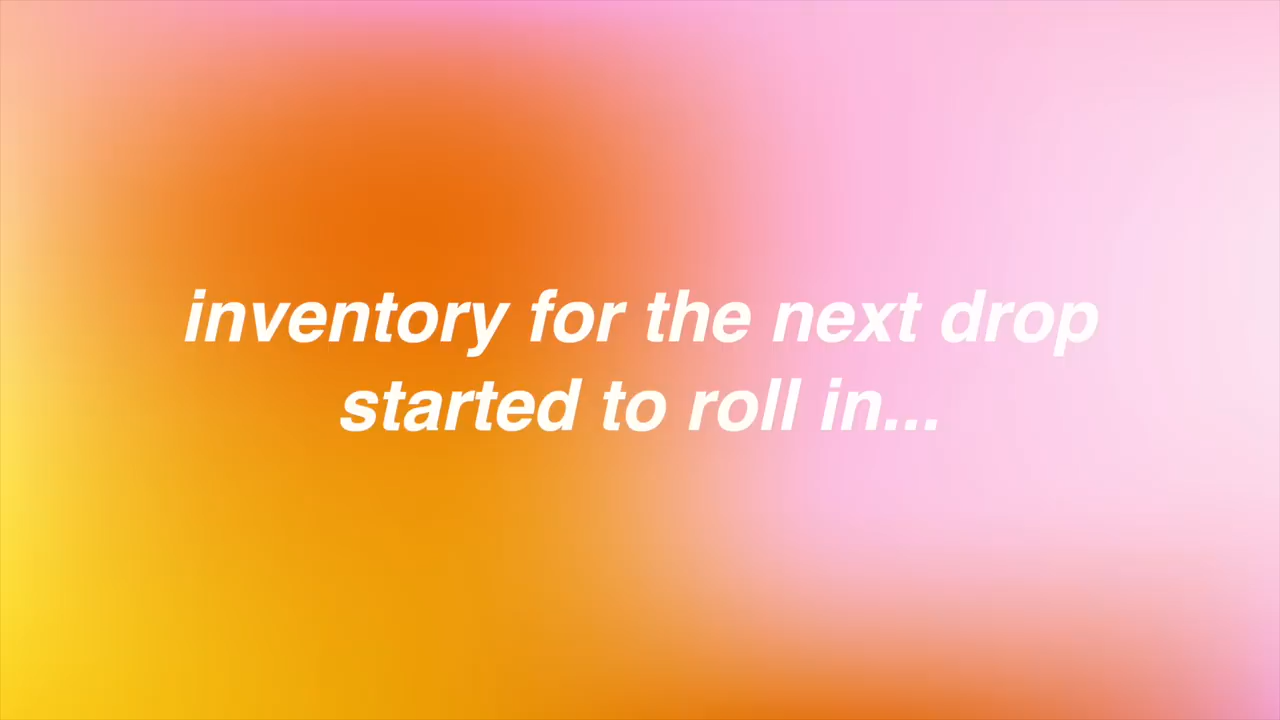 inventory for the next drop
started to roll in...